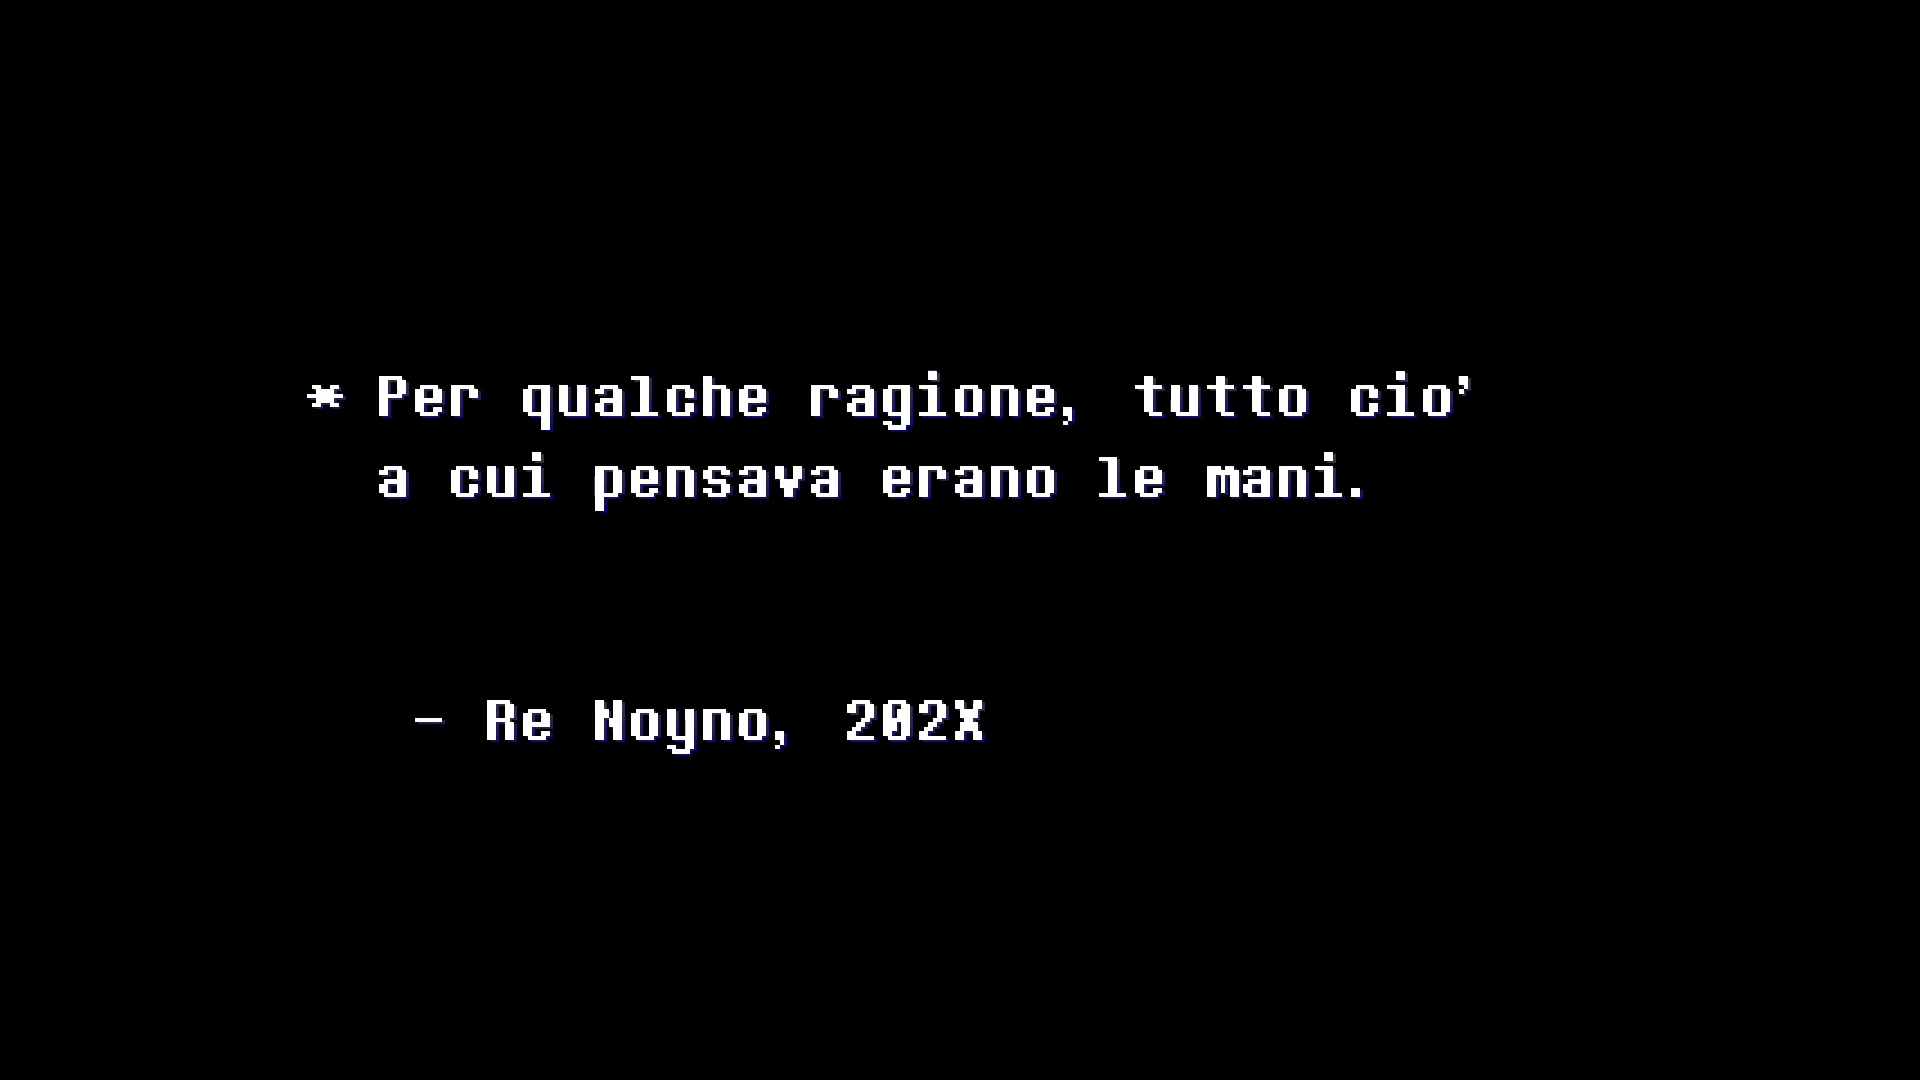 * Per qualche ragione, tutto cio'
a cui pensava erano le mani.
- Re Noyno, 202X